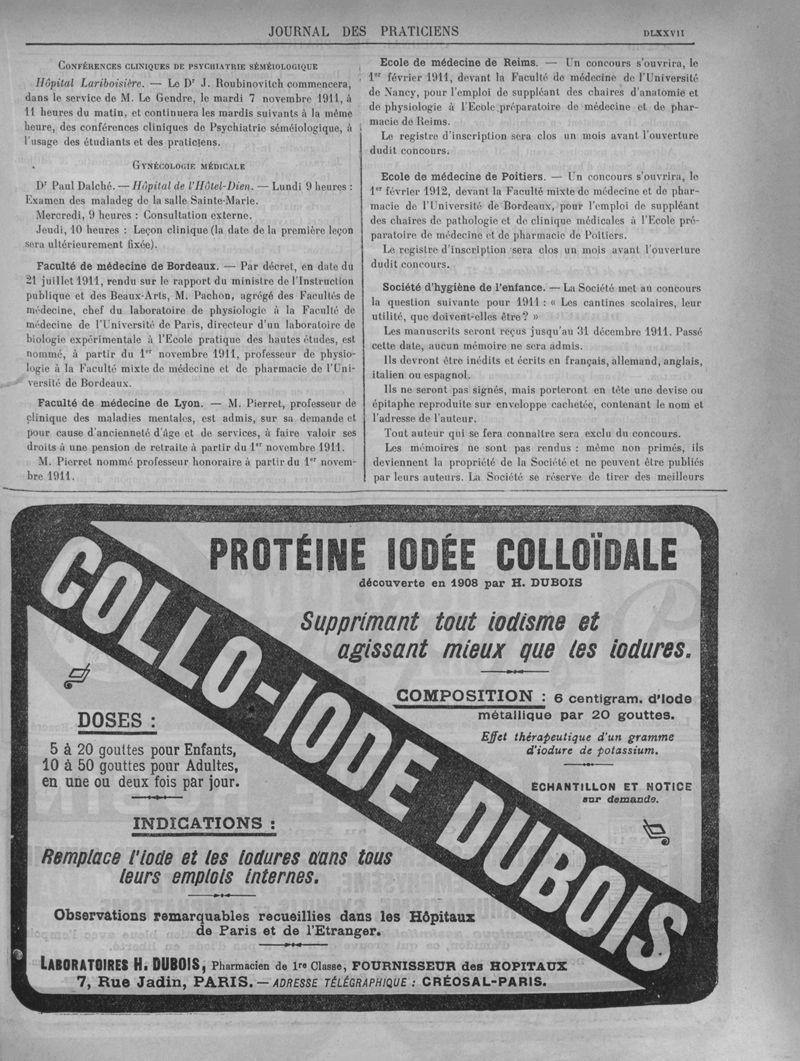 JOURNAL DES PRATICIENS
DLXXVII
CONFÉRENCES CLINIQUES DE PSYCHIATRIE SÉMÉIOLOGIQUE
Hôpital Lariboisière. — Le Dr J. Roubinovitch commencera,
dans le service de M. Le Gendre, le mardi 7 novembre 1911, à
11 heures du matin, et continuera les mardis suivants à la même
heure, des conférences cliniques de Psychiatrie séméiologique, à
l'usage des étudiants et des praticiens.
GYNÉCOLOGIE MÉDICALE
Dr Paul Dalché. — Hôpital de l'Hôtel-Dieu. — Lundi 9 heures :
Examen des maladeg de la salle Sainte-Marie.
Mercredi, 9 heures : Consultation externe.
Jeudi, 10 heures : Leçon clinique (la date de la première leçon
sera ultérieurement fixée).
Faculté de médecine de Bordeaux. — Par décret, en date du
21 juillet 1911, rendu sur le rapport du ministre de l'Instruction
publique et des Beaux-Arts, M. Pachon, agrégé des Facultés de
médecine, chef du laboratoire de physiologie à la Faculté de
médecine de l'Université de Paris, directeur d'un laboratoire de
biologie expérimentale à l'Ecole pratique des hautes études, est
nommé, à partir du 1er novembre 1911, professeur de physio-
logie à la Faculté mixte de médecine et de pharmacie de l'Uni-
versité de Bordeaux.
Faculté de médecine de Lyon. — M. Pierret, professeur de
clinique des maladies mentales, est admis, sur sa demande et
pour cause d'ancienneté d'âge et de services, à faire valoir ses
droits à une pension de retraite à partir du 1er novembre 1911.
M. Pierret nommé professeur honoraire à partir du 1er novem-
bre 1911.
Ecole de médecine de Reims. — Un concours s'ouvrira, le
1er février 1911, devant la Faculté de médecine de l'Université
de Nancy, pour l'emploi de suppléant des chaires d'anatomie et
de physiologie à l'Ecole préparatoire de médecine et de phar-
macie de Reims.
Le registre d'inscription sera clos un mois avant l'ouverture
dudit concours.
Ecole de médecine de Poitiers. — Un concours s'ouvrira, le
1er février 1912, devant la Faculté mixte de médecine et de phar-
macie de l'Université de Bordeaux, pour l'emploi de suppléant
des chaires de pathologie et de clinique médicales à l'Ecole pré-
paratoire de médecine et de pharmacie de Poitiers.
Le registre d'inscription sera clos un mois avant l'ouverture
dudit concours.
Société d'hygiène de l'enfance. — La Société met au concours
la question suivante pour 1911 : « Les cantines scolaires, leur
utilité, que doivent-elles être ? »
Les manuscrits seront reçus jusqu'au 31 décembre 1911. Passé
cette date, aucun mémoire ne sera admis.
Ils devront être inédits et écrits en français, allemand, anglais,
italien ou espagnol.
Ils ne seront pas signés, mais porteront en tête une devise ou
épitaphe reproduite sur enveloppe cachetée, contenant le nom et
l'adresse de l'auteur.
Tout auteur qui se fera connaître sera exclu du concours.
Les mémoires ne sont pas rendus : même non primés, ils
deviennent la propriété de la Société et ne peuvent être publiés
par leurs auteurs. La Société se réserve de tirer des meilleurs
PROTÉINE IODÉE COLLOÏDALE
découverte en 1908 par H. DUBOIS
Supprimant tout iodisme et
agissant mieux que les iodures.
COLLO-IODE DUBOIS
COMPOSITION : 6 centigram. d'Iode
métallique par 20 gouttes.
Effet thérapeutique d'un gramme
d'iodure de potassium.
ÉCHANTILLON ET NOTICE
sur demande.
DOSES :
5 à 20 gouttes pour Enfants,
10 à 50 gouttes pour Adultes,
en une ou deux fois par jour.
INDICATIONS :
Remplace l'iode et les iodures dans tous
leurs emplois internes.
Observations remarquables recueillies dans les Hôpitaux
de Paris et de l'Etranger.
LABORATOIRES H. DUBOIS, Pharmacien de 1re Classe, FOURNISSEUR des HOPITAUX
7, Rue Jadin, PARIS. — ADRESSE TÉLÉGRAPHIQUE : CRÉOSAL-PARIS.